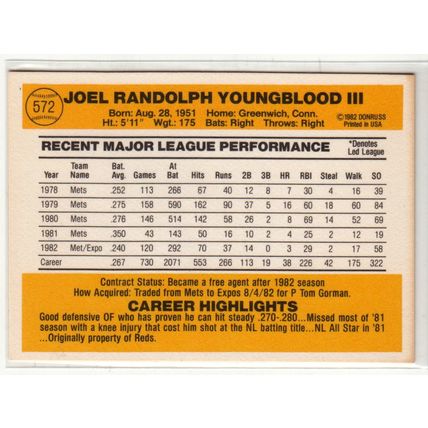 572
JOEL RANDOLPH YOUNGBLOOD III
Born: Aug. 28, 1951 Home: Greenwich, Conn.
Ht.: 5'11" Wgt.: 175 Bats: Right Throws: Right
©1982 DONRUSS
Printed in USA
RECENT MAJOR LEAGUE PERFORMANCE
*Denotes
Led League
Year Team Name Bat. Avg. Games At Bat Hits Runs 2B 3B HR RBI Steal Walk SO
1978 Mets .252 113 266 67 40 12 8 7 30 4 16 39
1979 Mets .275 158 590 162 90 37 5 16 60 18 60 84
1980 Mets .276 146 514 142 58 26 2 8 69 14 52 69
1981 Mets .350 43 143 50 16 10 2 4 25 2 12 19
1982 Met/Expo .240 120 292 70 37 14 0 3 29 2 17 58
Career .267 730 2071 553 266 110 19 38 226 42 175 322
Contract Status: Became a free agent after 1982 season
How Acquired: Traded from Mets to Expos 8/4/82 for P Tom Gorman.
CAREER HIGHLIGHTS
Good defensive OF who has proven he can hit steady .270-.280...Missed most of '81
season with a knee injury that cost him shot at the NL batting title...NL All Star in '81
...Originally property of Reds.